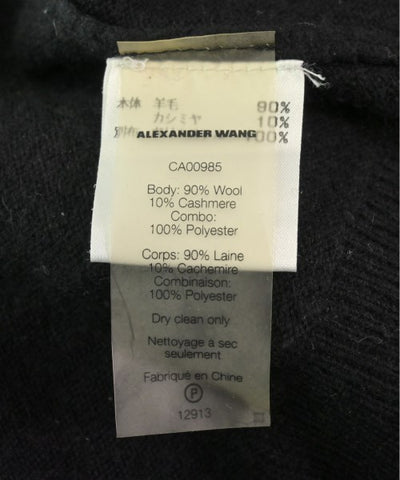 本体 羊毛 90%
カシミヤ 10%
ALEXANDER WANG
100%
CA00985
Body: 90% Wool
10% Cashmere
Combo:
100% Polyester
Corps: 90% Laine
10% Cachemire
Combinaison:
100% Polyester
Dry clean only
Nettoyage à sec
seulement
Fabriqué en Chine
P
12913